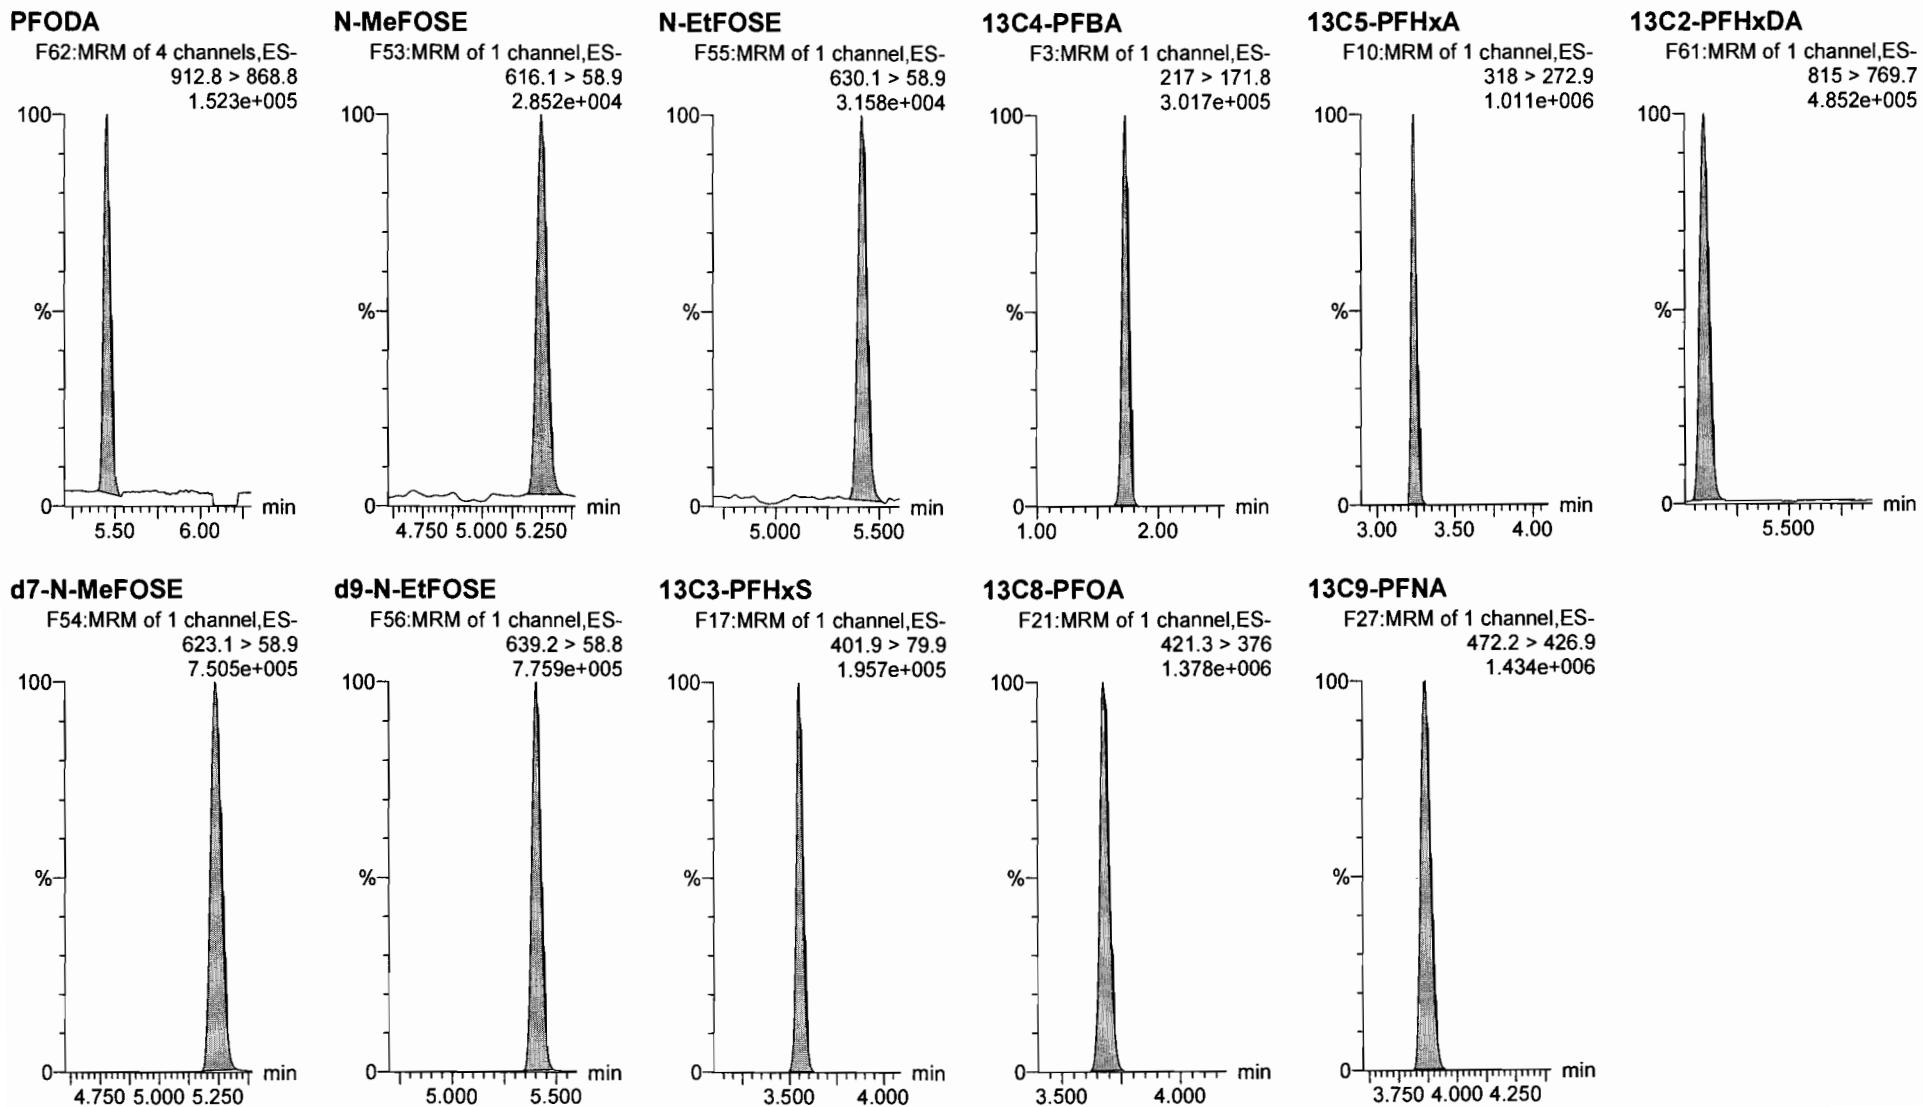 PFODA
F62:MRM of 4 channels,ES-
912.8 > 868.8
1.523e+005
100
%
0
min
5.50 6.00
N-MeFOSE
F53:MRM of 1 channel,ES-
616.1 > 58.9
2.852e+004
100
%
0
min
4.750 5.000 5.250
N-EtFOSE
F55:MRM of 1 channel,ES-
630.1 > 58.9
3.158e+004
100
%
0
min
5.000 5.500
13C4-PFBA
F3:MRM of 1 channel,ES-
217 > 171.8
3.017e+005
100
%
0
min
1.00 2.00
13C5-PFHxA
F10:MRM of 1 channel,ES-
318 > 272.9
1.011e+006
100
%
0
min
3.00 3.50 4.00
13C2-PFHxDA
F61:MRM of 1 channel,ES-
815 > 769.7
4.852e+005
100
%
0
min
5.500
d7-N-MeFOSE
F54:MRM of 1 channel,ES-
623.1 > 58.9
7.505e+005
100
%
0
min
4.750 5.000 5.250
d9-N-EtFOSE
F56:MRM of 1 channel,ES-
639.2 > 58.8
7.759e+005
100
%
0
min
5.000 5.500
13C3-PFHxS
F17:MRM of 1 channel,ES-
401.9 > 79.9
1.957e+005
100
%
0
min
3.500 4.000
13C8-PFOA
F21:MRM of 1 channel,ES-
421.3 > 376
1.378e+006
100
%
0
min
3.500 4.000
13C9-PFNA
F27:MRM of 1 channel,ES-
472.2 > 426.9
1.434e+006
100
%
0
min
3.750 4.000 4.250